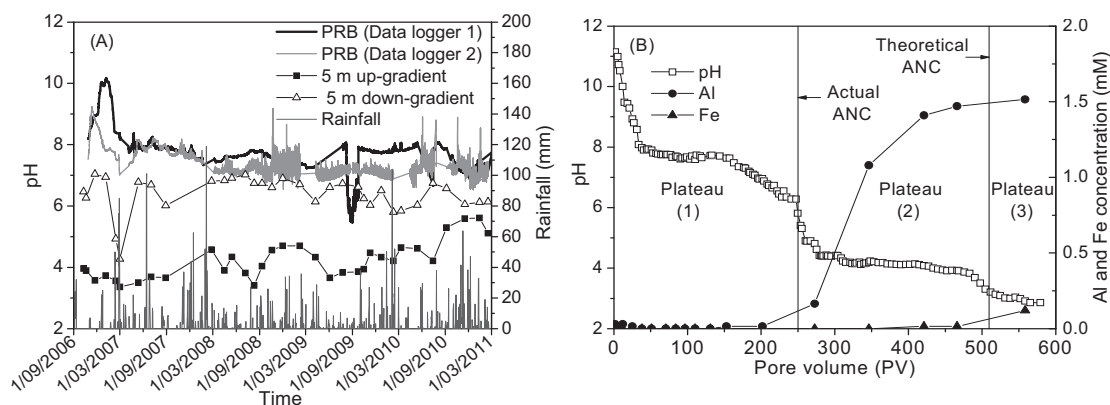 (A)
pH
12
10
8
6
4
2
PRB (Data logger 1)
PRB (Data logger 2)
5 m up-gradient
5 m down-gradient
Rainfall
200
180
160
140
120
100
80
60
40
20
0
Rainfall (mm)
1/09/2006
1/03/2007
1/09/2007
1/03/2008
1/09/2008
1/03/2009
1/09/2009
1/03/2010
1/09/2010
1/03/2011
Time
(B)
pH
12
10
8
6
4
2
pH
Al
Fe
Theoretical
ANC
Actual
ANC
Plateau
(1)
Plateau
(2)
Plateau
(3)
2.0
1.5
1.0
0.5
0.0
Al and Fe concentration (mM)
0
100
200
300
400
500
600
Pore volume (PV)